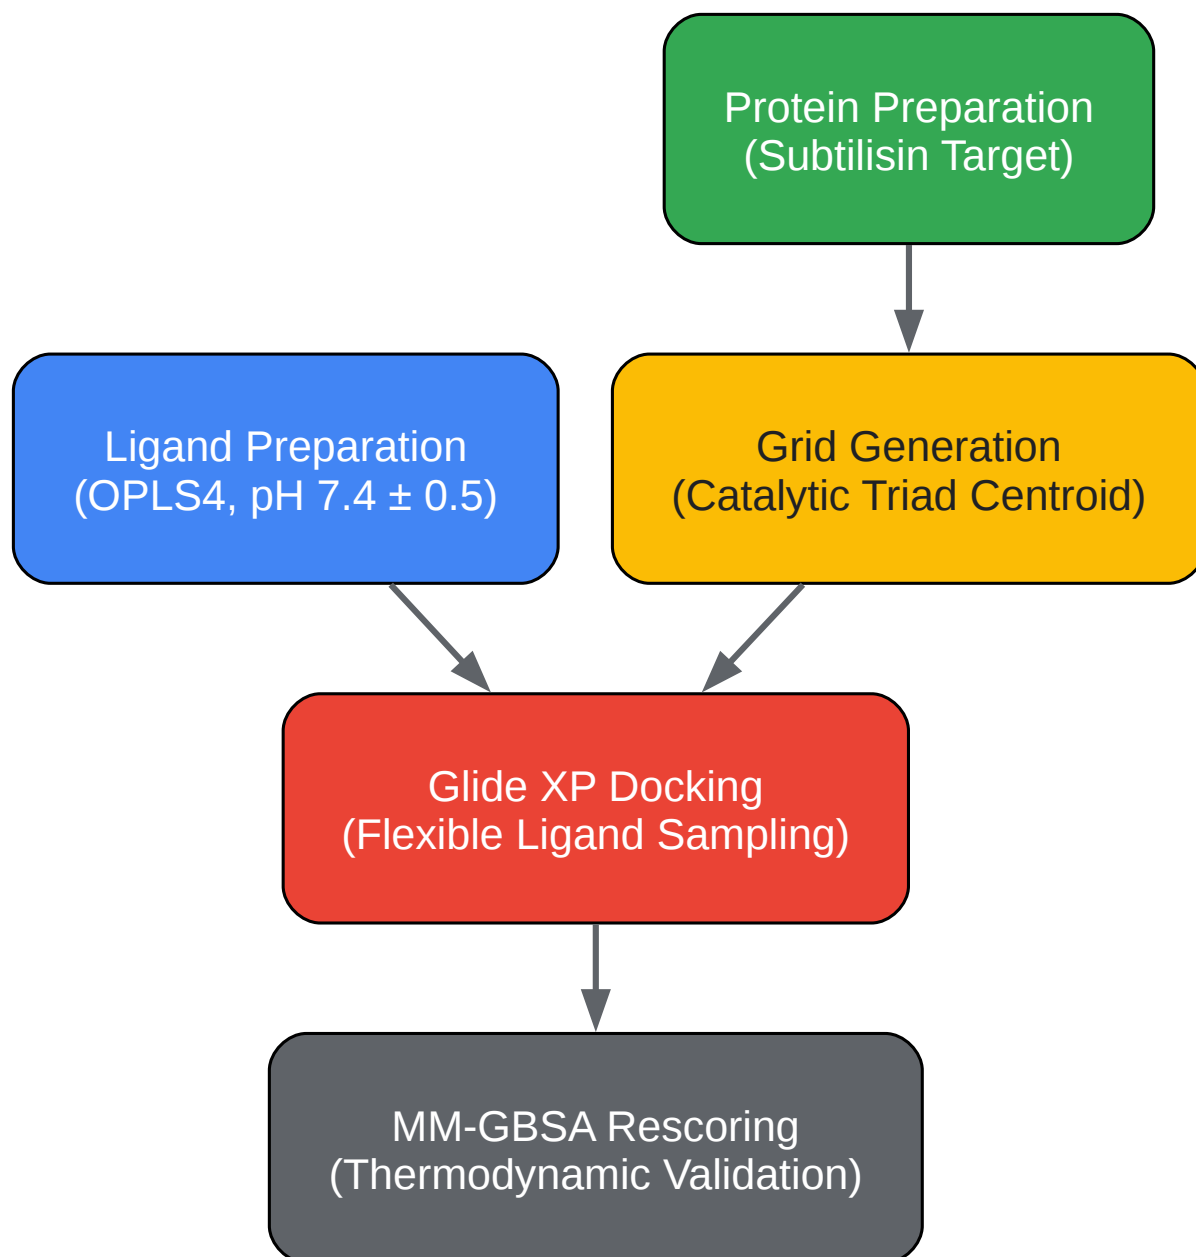 Protein Preparation
(Subtilisin Target)
Ligand Preparation
(OPLS4, pH 7.4 ± 0.5)
Grid Generation
(Catalytic Triad Centroid)
Glide XP Docking
(Flexible Ligand Sampling)
MM-GBSA Rescoring
(Thermodynamic Validation)